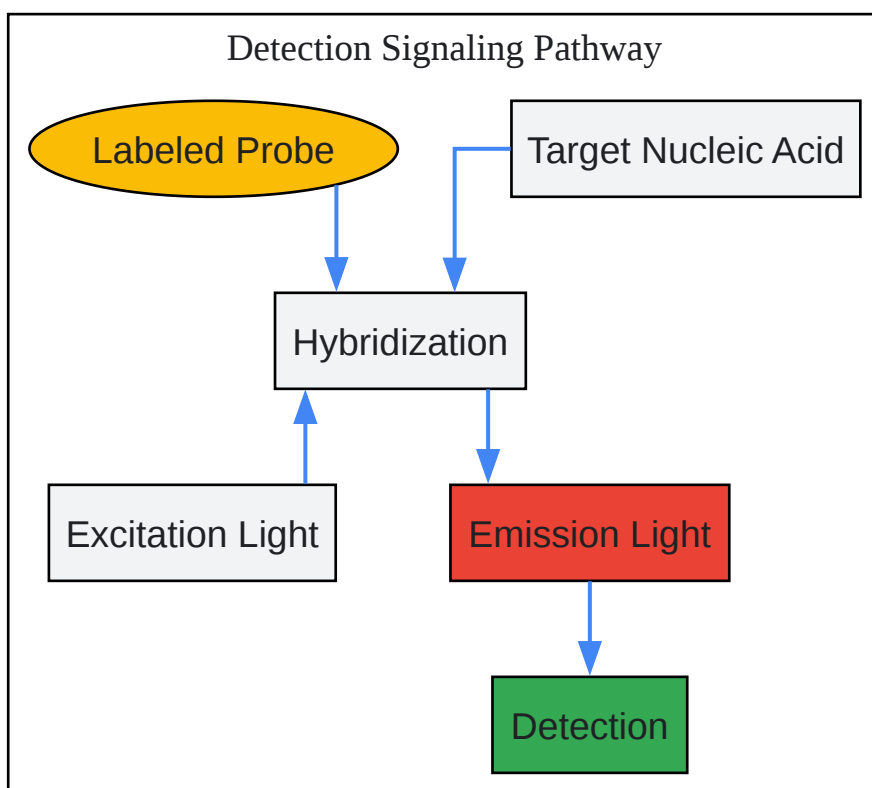 Detection Signaling Pathway
Labeled Probe
Target Nucleic Acid
Hybridization
Excitation Light
Emission Light
Detection